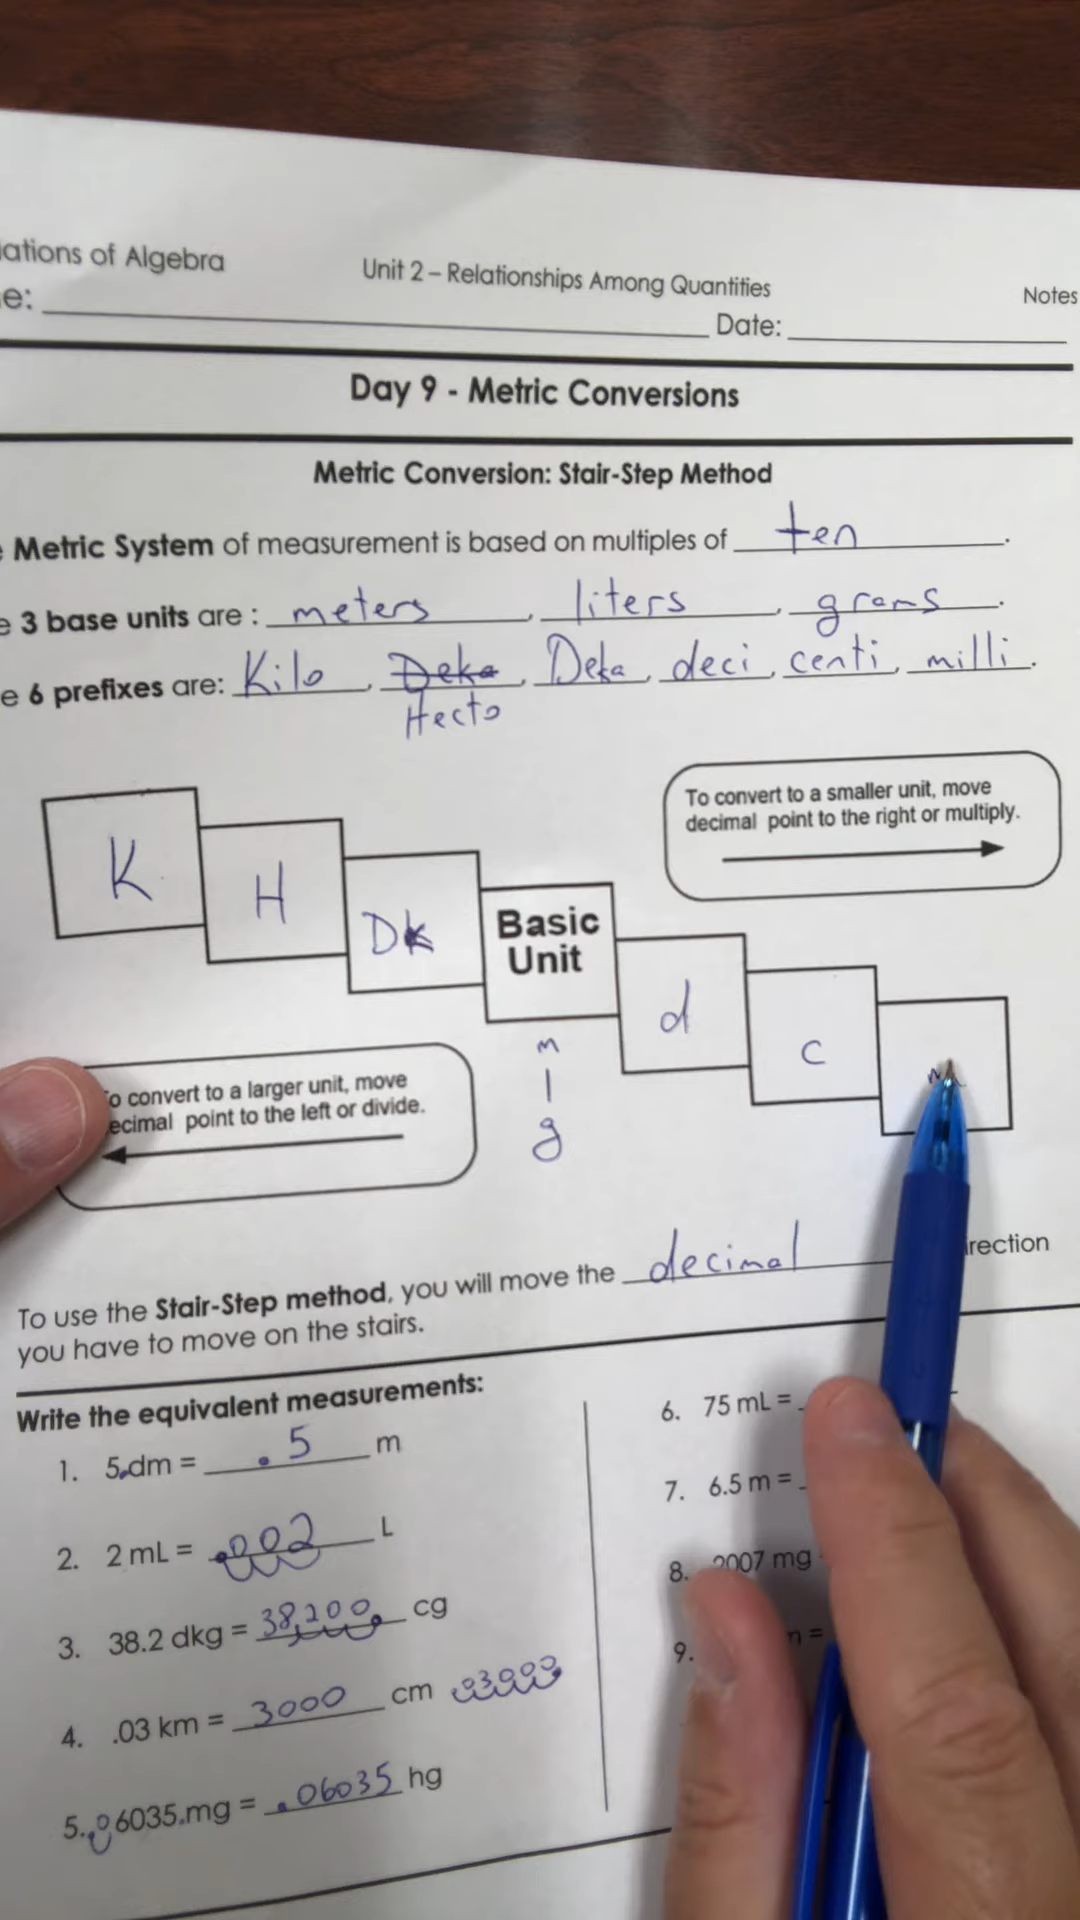 ations of Algebra Unit 2 – Relationships Among Quantities Notes
e: Date:
Day 9 - Metric Conversions
Metric Conversion: Stair-Step Method
e Metric System of measurement is based on multiples of ten.
e 3 base units are : meters, liters, grams.
e 6 prefixes are: Kilo, Deka, Deka, deci, centi, milli.
Hecto
To convert to a smaller unit, move
decimal point to the right or multiply.
K
H
Dk
Basic
Unit
d
c
m
m
l
g
o convert to a larger unit, move
ecimal point to the left or divide.
To use the Stair-Step method, you will move the decimal irection
you have to move on the stairs.
Write the equivalent measurements:
1. 5.dm = .5 m
2. 2 mL = .002 L
3. 38.2 dkg = 38,200. cg
4. .03 km = 3000 cm .03000
5. .06035.mg = .06035 hg
6. 75 mL =
7. 6.5 m =
8. 2007 mg
9. =